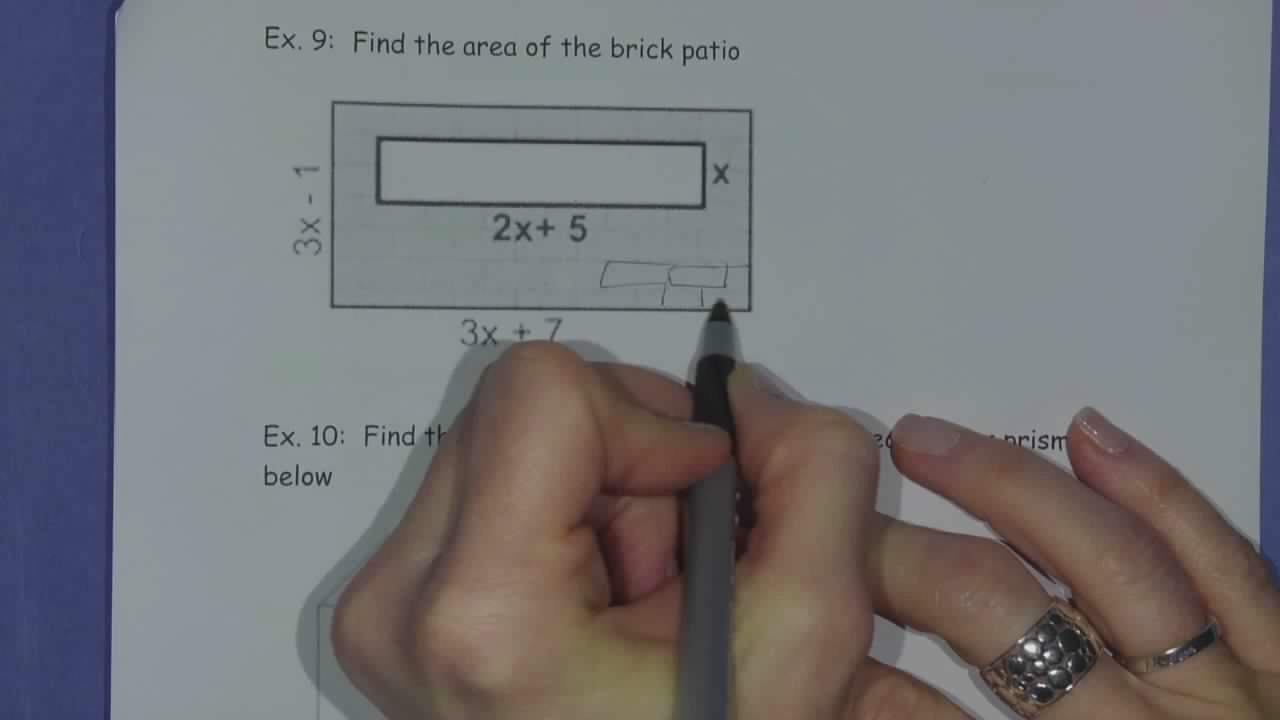 Ex. 9: Find the area of the brick patio
3x - 1
x
2x+ 5
3x + 7
Ex. 10: Find prism
below